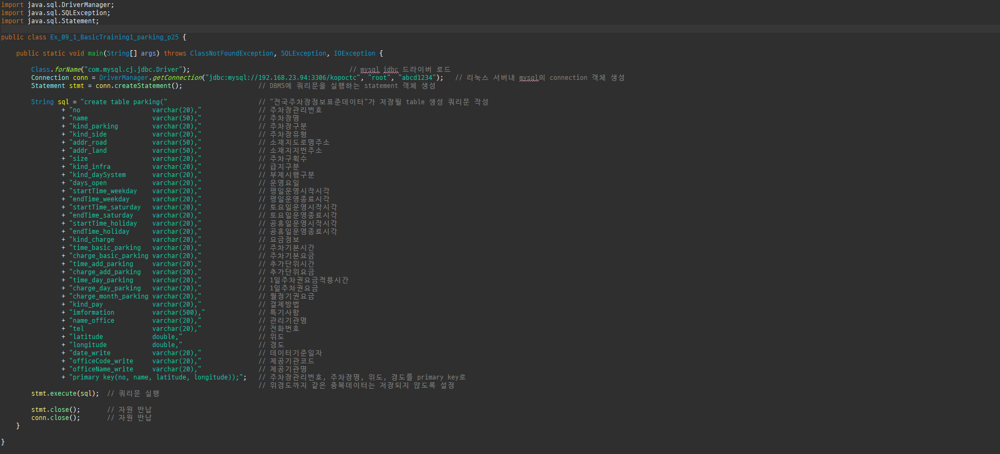 import java.sql.DriverManager;
import java.sql.SQLException;
import java.sql.Statement;
public class Ex_09_1_BasicTraining1_parking_p25 {
public static void main(String[] args) throws ClassNotFoundException, SQLException, IOException {
Class.forName("com.mysql.cj.jdbc.Driver"); // mysql jdbc 드라이버 로드
Connection conn = DriverManager.getConnection("jdbc:mysql://192.168.23.94:3306/kopoctc", "root", "abcd1234"); // 리눅스 서버내 mysql의 connection 객체 생성
Statement stmt = conn.createStatement(); // DBMS에 쿼리문을 실행하는 statement 객체 생성
String sql = "create table parking(" // "전국주차장정보표준데이터"가 저장될 table 생성 쿼리문 작성
+ "no varchar(20)," // 주차장관리번호
+ "name varchar(50)," // 주차장명
+ "kind_parking varchar(20)," // 주차장구분
+ "kind_side varchar(20)," // 주차장유형
+ "addr_road varchar(50)," // 소재지도로명주소
+ "addr_land varchar(50)," // 소재지지번주소
+ "size varchar(20)," // 주차구획수
+ "kind_infra varchar(20)," // 급지구분
+ "kind_daySystem varchar(20)," // 부제시행구분
+ "days_open varchar(20)," // 운영요일
+ "startTime_weekday varchar(20)," // 평일운영시작시각
+ "endTime_weekday varchar(20)," // 평일운영종료시각
+ "startTime_saturday varchar(20)," // 토요일운영시작시각
+ "endTime_saturday varchar(20)," // 토요일운영종료시각
+ "startTime_holiday varchar(20)," // 공휴일운영시작시각
+ "endTime_holiday varchar(20)," // 공휴일운영종료시각
+ "kind_charge varchar(20)," // 요금정보
+ "time_basic_parking varchar(20)," // 주차기본시간
+ "charge_basic_parking varchar(20)," // 주차기본요금
+ "time_add_parking varchar(20)," // 추가단위시간
+ "charge_add_parking varchar(20)," // 추가단위요금
+ "time_day_parking varchar(20)," // 1일주차권요금적용시간
+ "charge_day_parking varchar(20)," // 1일주차권요금
+ "charge_month_parking varchar(20)," // 월정기권요금
+ "kind_pay varchar(20)," // 결제방법
+ "imformation varchar(500)," // 특기사항
+ "name_office varchar(20)," // 관리기관명
+ "tel varchar(20)," // 전화번호
+ "latitude double," // 위도
+ "longitude double," // 경도
+ "date_write varchar(20)," // 데이터기준일자
+ "officeCode_write varchar(20)," // 제공기관코드
+ "officeName_write varchar(20)," // 제공기관명
+ "primary key(no, name, latitude, longitude));"; // 주차장관리번호, 주차장명, 위도, 경도를 primary key로
// 위경도까지 같은 중복데이터는 저장되지 않도록 설정
stmt.execute(sql); // 쿼리문 실행
stmt.close(); // 자원 반납
conn.close(); // 자원 반납
}
}